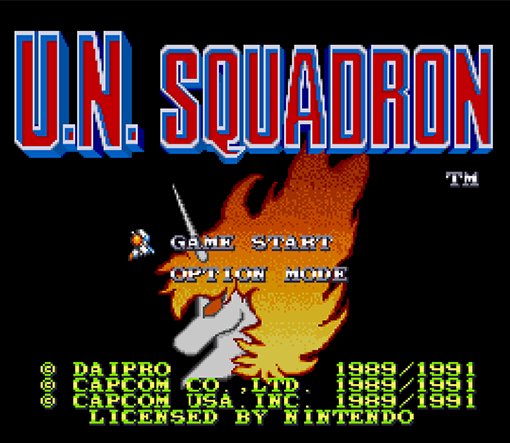 U.N. SQUADRON
TM
GAME START
OPTION MODE
© DAIPRO 1989/1991
© CAPCOM CO.,LTD. 1989/1991
© CAPCOM USA INC. 1989/1991
LICENSED BY NINTENDO